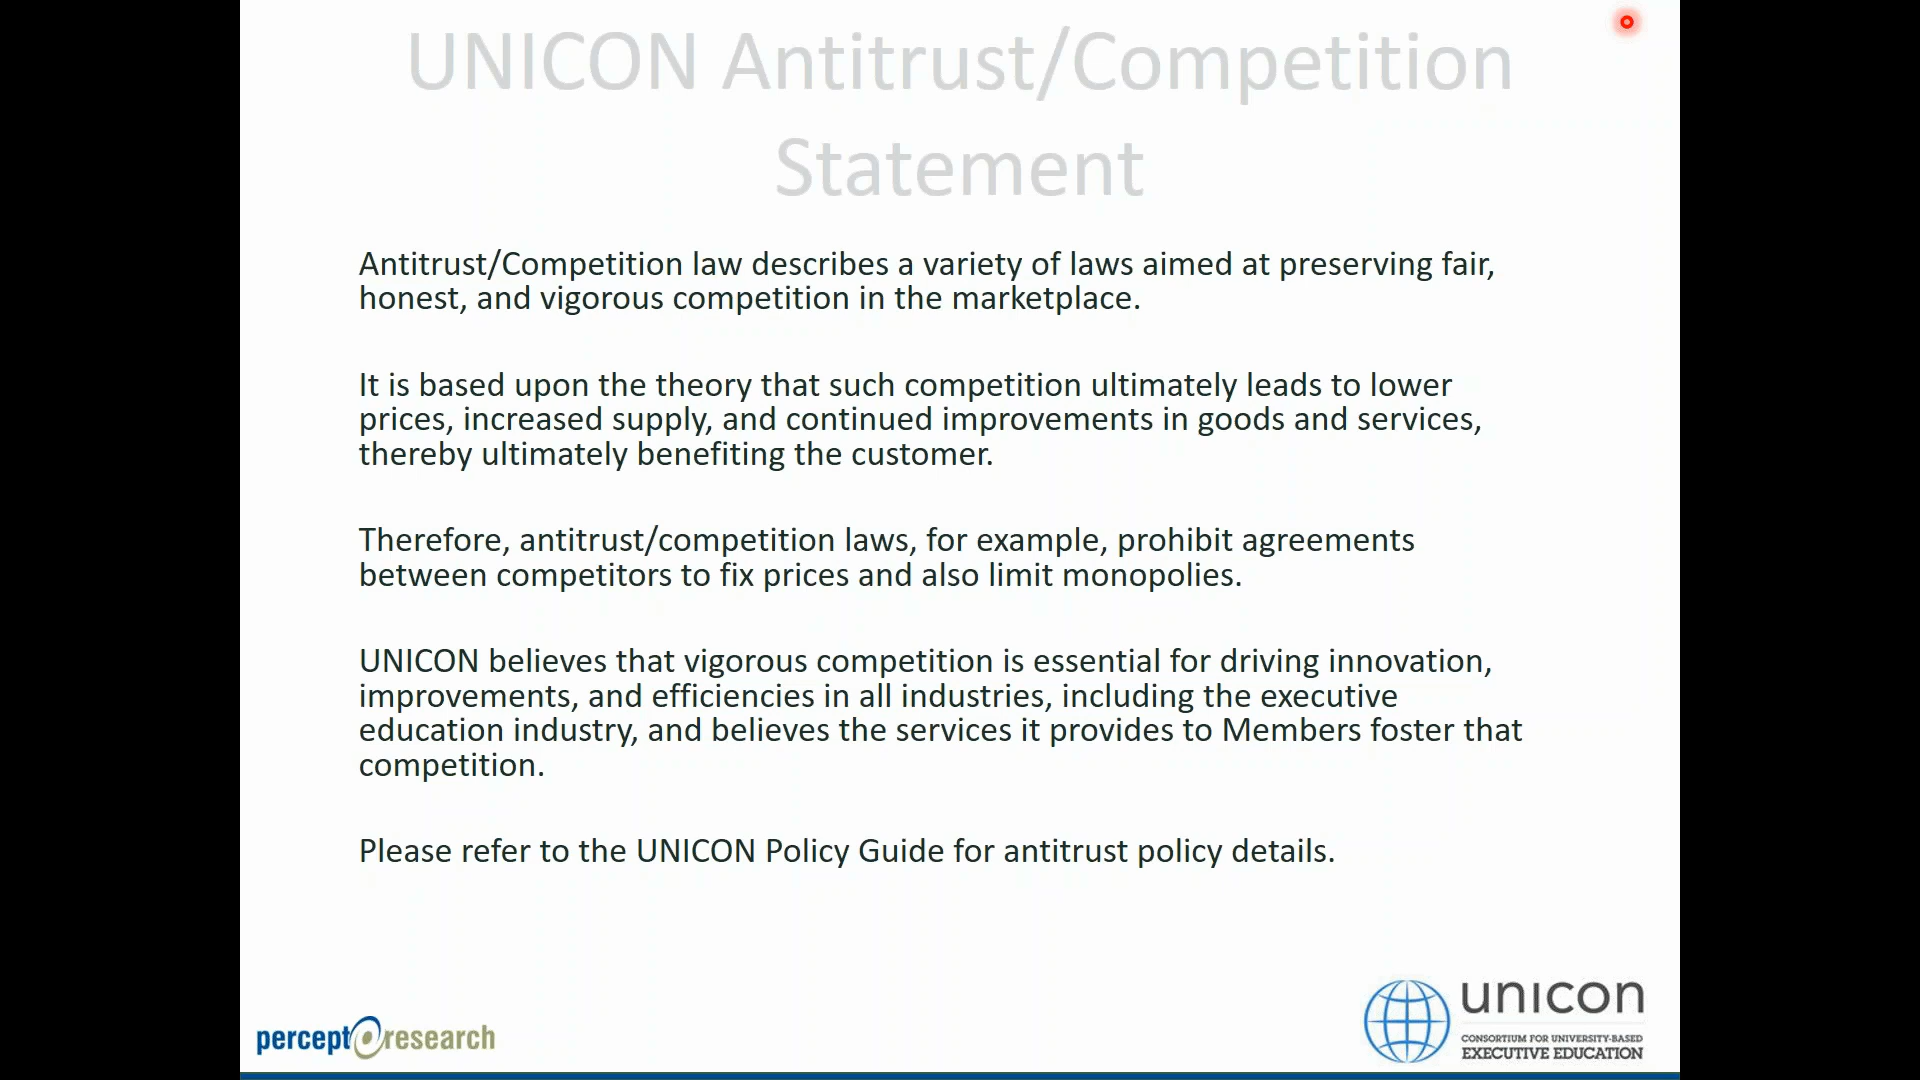 UNICON Antitrust/Competition
Statement
Antitrust/Competition law describes a variety of laws aimed at preserving fair,
honest, and vigorous competition in the marketplace.
It is based upon the theory that such competition ultimately leads to lower
prices, increased supply, and continued improvements in goods and services,
thereby ultimately benefiting the customer.
Therefore, antitrust/competition laws, for example, prohibit agreements
between competitors to fix prices and also limit monopolies.
UNICON believes that vigorous competition is essential for driving innovation,
improvements, and efficiencies in all industries, including the executive
education industry, and believes the services it provides to Members foster that
competition.
Please refer to the UNICON Policy Guide for antitrust policy details.
percept research
unicon
CONSORTIUM FOR UNIVERSITY-BASED
EXECUTIVE EDUCATION